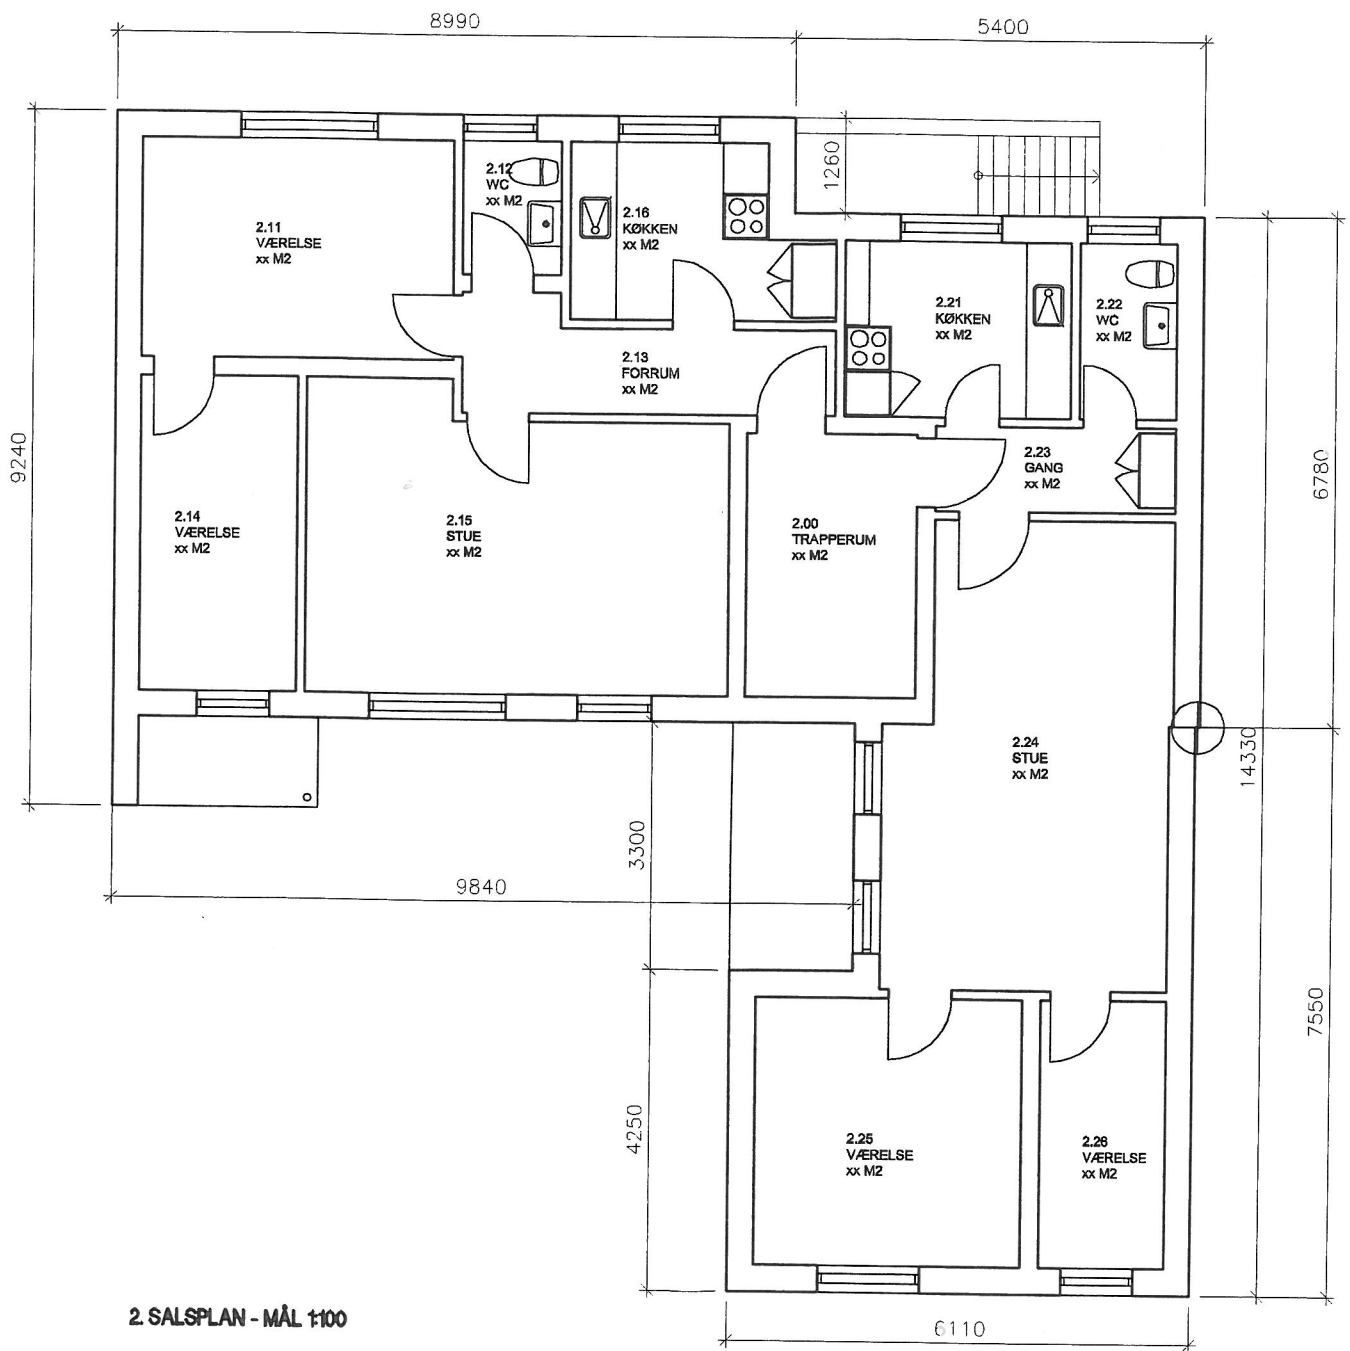 8990
5400
1260
2.12
WC
xx M2
2.16
KØKKEN
xx M2
2.11
VÆRELSE
xx M2
2.21
KØKKEN
xx M2
2.22
WC
xx M2
2.13
FORRUM
xx M2
9240
6780
2.23
GANG
xx M2
2.14
VÆRELSE
xx M2
2.15
STUE
xx M2
2.00
TRAPPERUM
xx M2
2.24
STUE
xx M2
14330
3300
9840
7550
4250
2.25
VÆRELSE
xx M2
2.26
VÆRELSE
xx M2
2. SALSPLAN - MÅL 1:100
6110